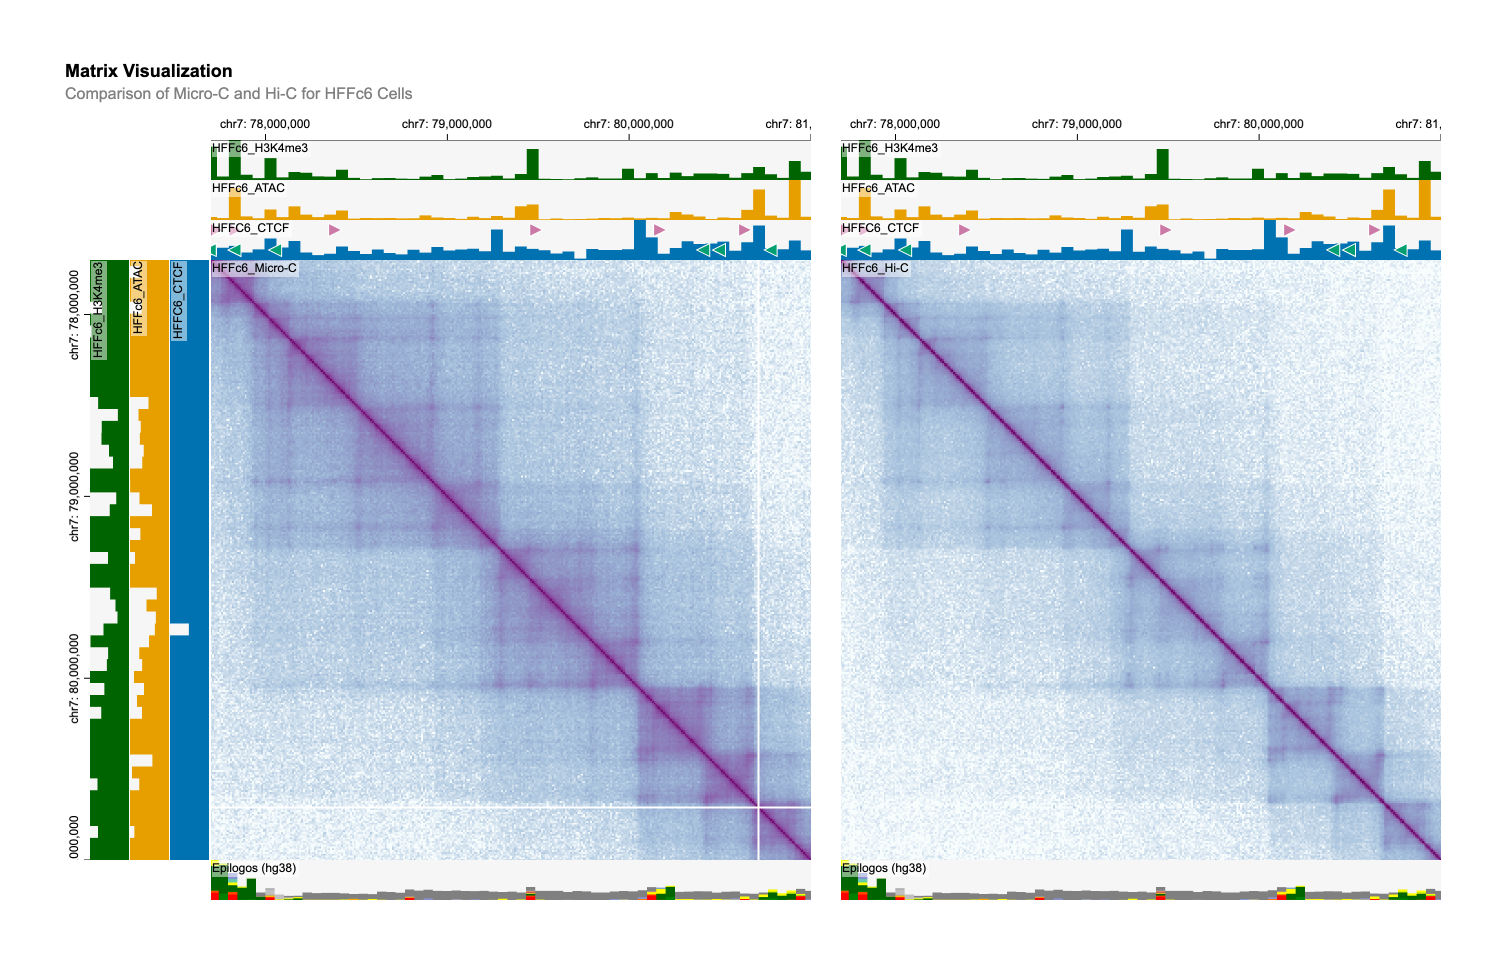 Matrix Visualization
Comparison of Micro-C and Hi-C for HFFc6 Cells
chr7: 78,000,000
chr7: 79,000,000
chr7: 80,000,000
chr7: 81,
chr7: 78,000,000
chr7: 79,000,000
chr7: 80,000,000
chr7: 81,
HFFc6_H3K4me3
HFFc6_H3K4me3
HFFc6_ATAC
HFFc6_ATAC
HFFC6_CTCF
HFFC6_CTCF
HFFc6_H3K4me3
HFFc6_ATAC
HFFC6_CTCF
HFFc6_Micro-C
HFFc6_Hi-C
chr7: 78,000,000
chr7: 79,000,000
chr7: 80,000,000
000,000
Epilogos (hg38)
Epilogos (hg38)